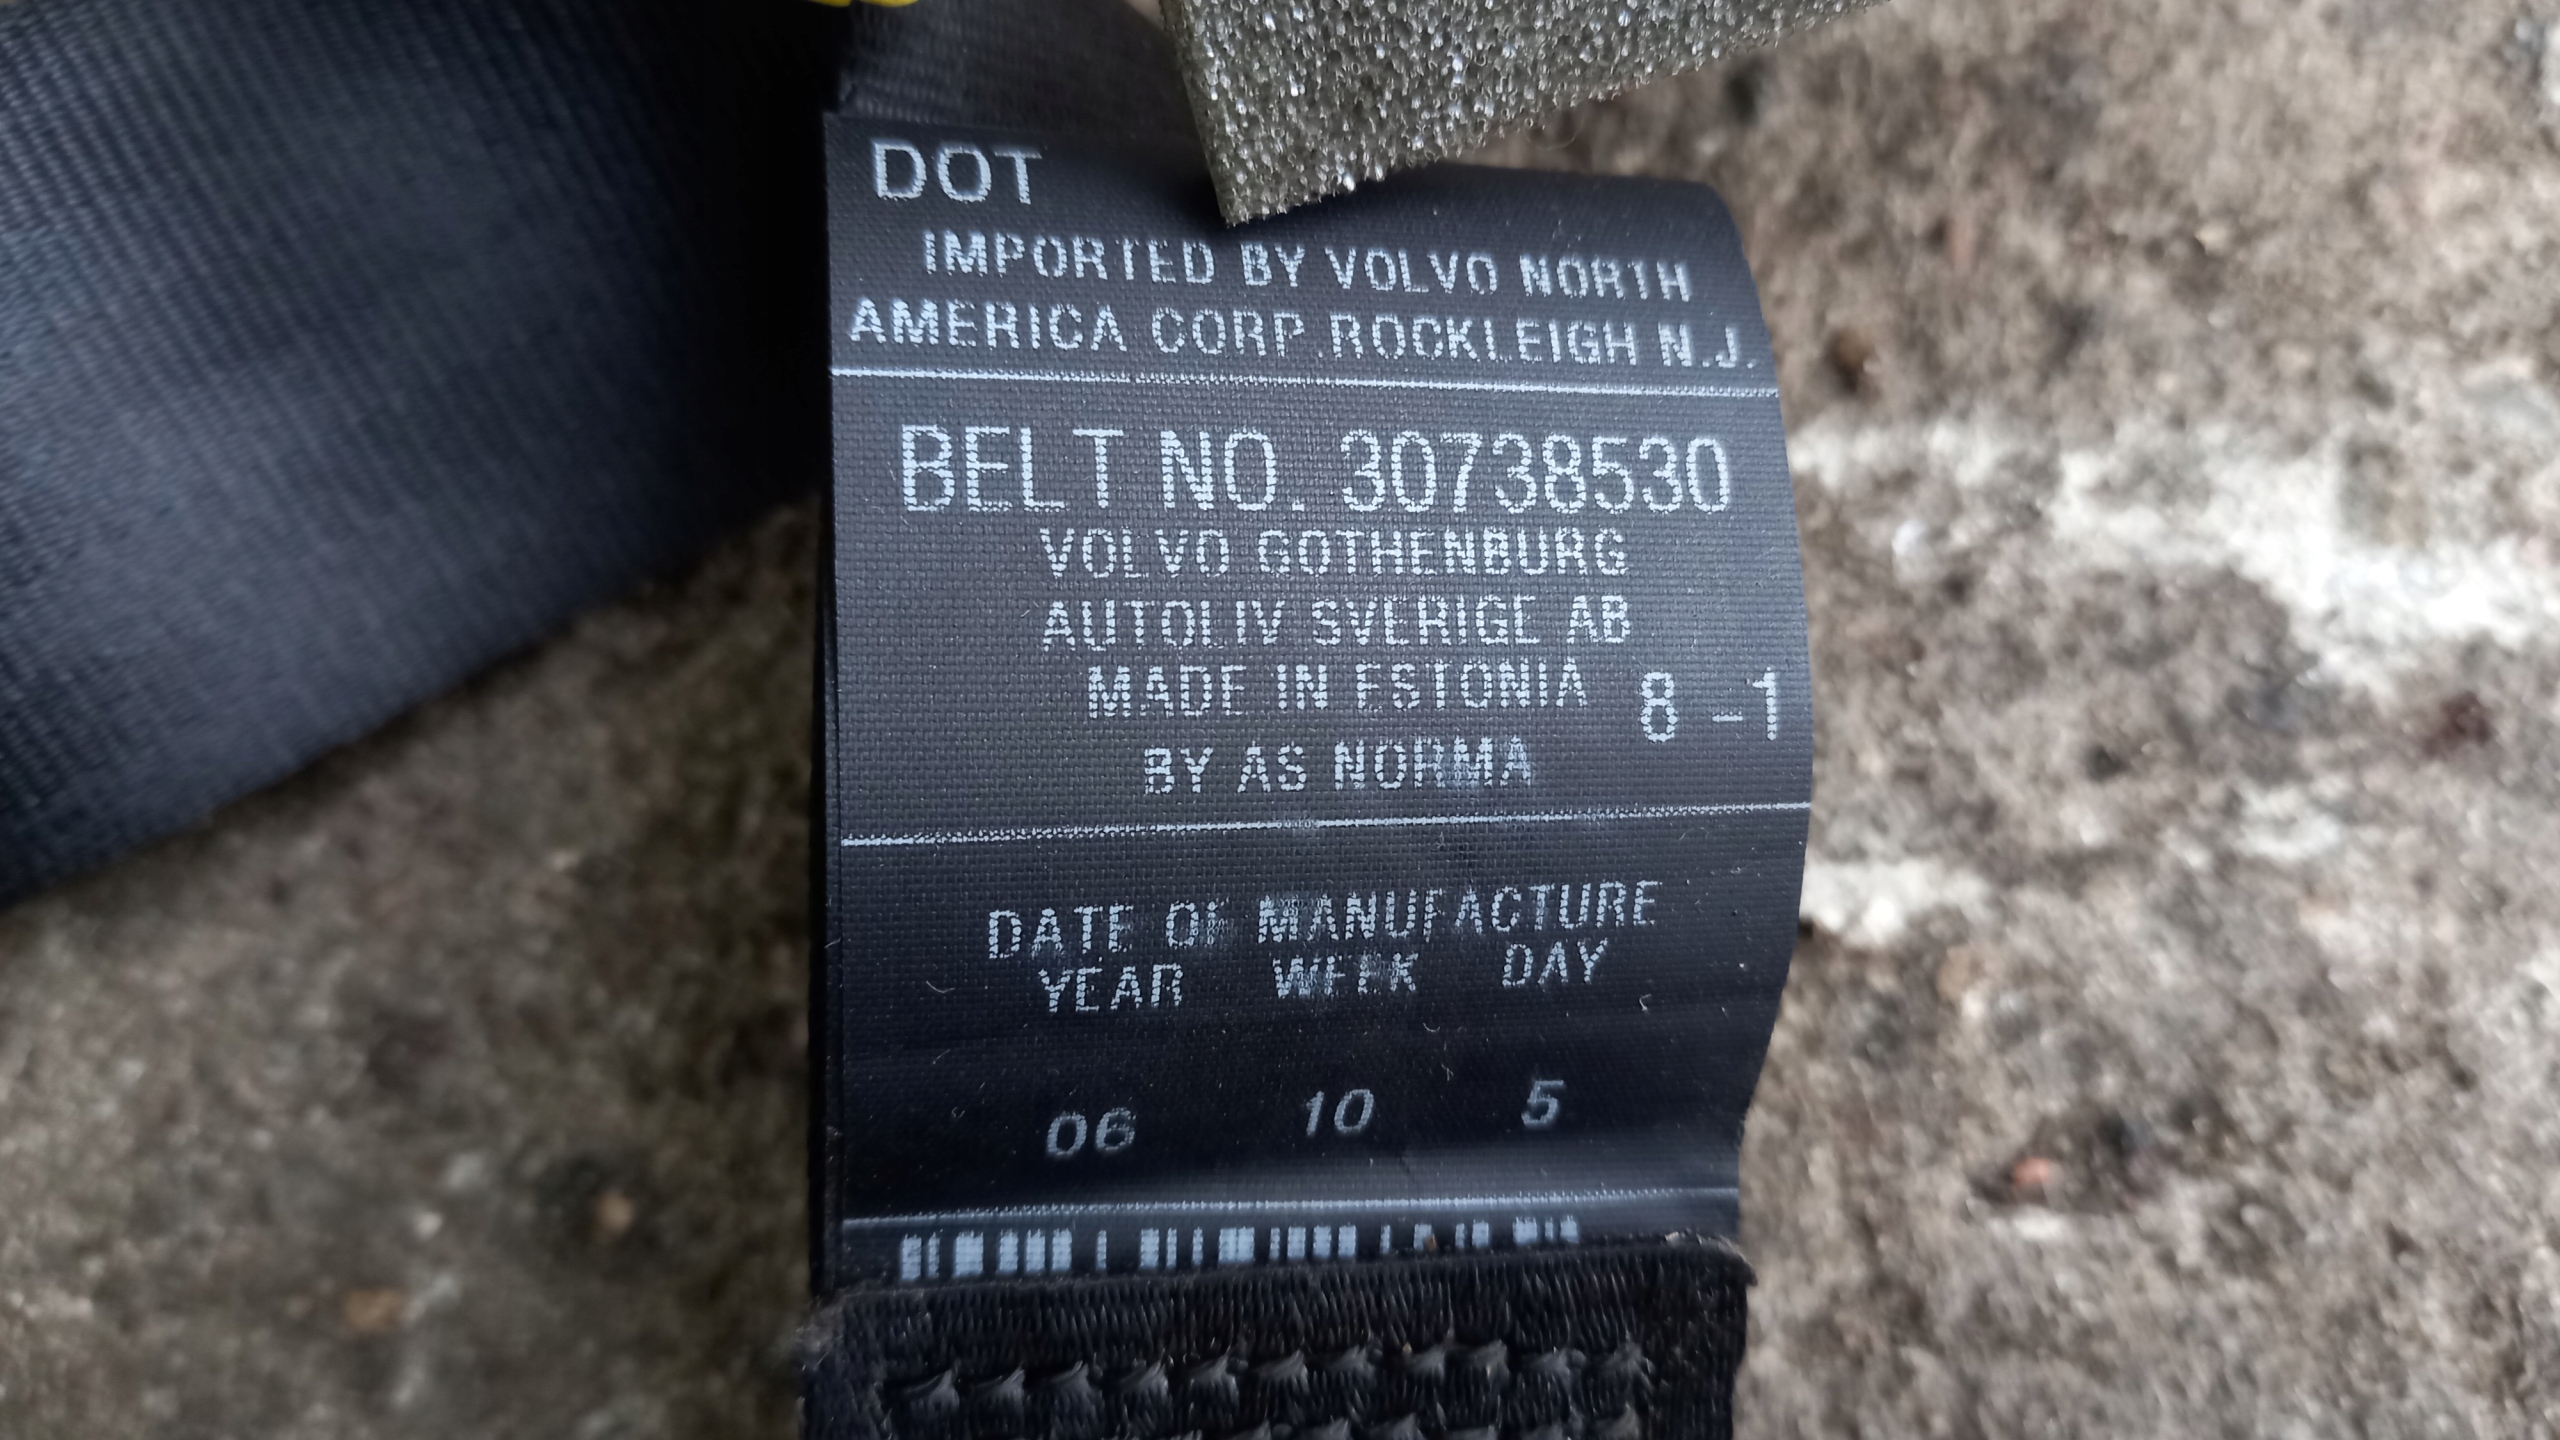 DOT
IMPORTED BY VOLVO NORTH
AMERICA CORP.ROCKLEIGH N.J.
BELT NO. 30738530
VOLVO GOTHENBURG
AUTOLIV SVERIGE AB
MADE IN ESTONIA 8 -1
BY AS NORMA
DATE OF MANUFACTURE
YEAR WEEK DAY
06 10 5